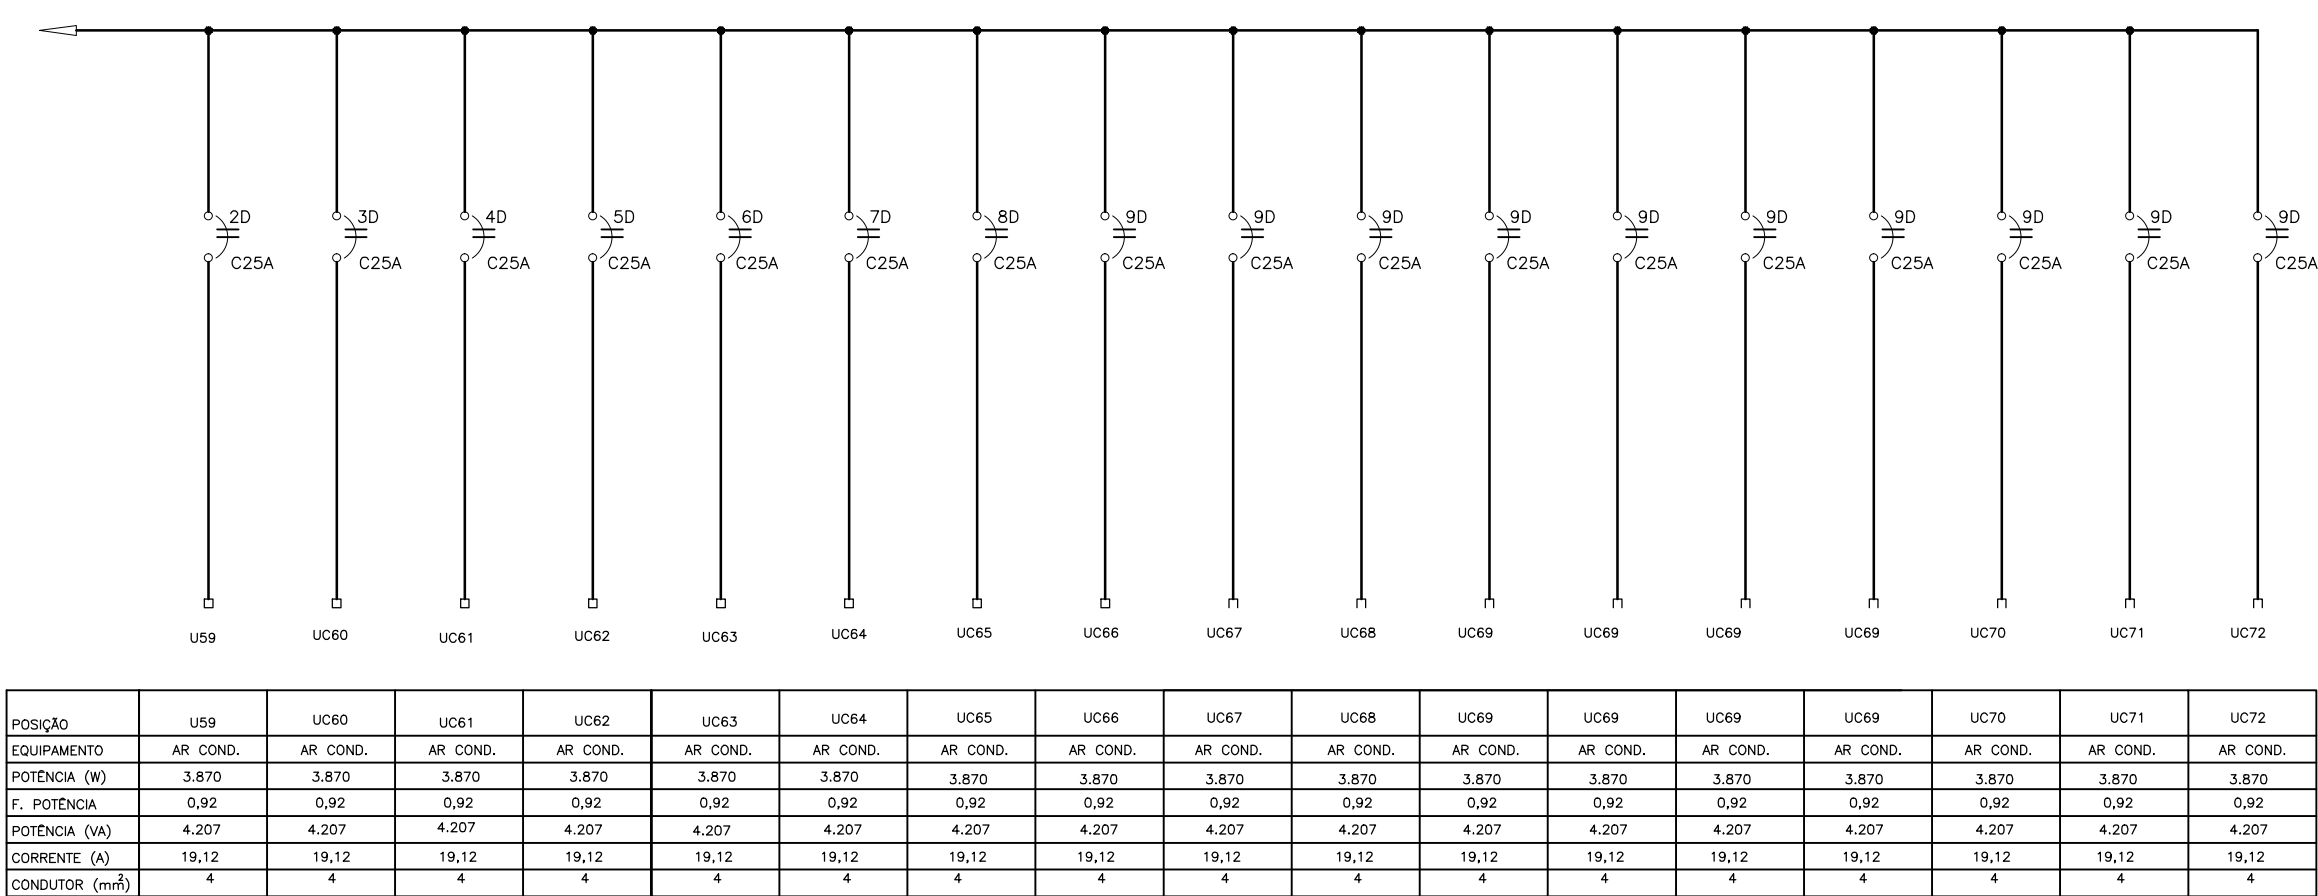 2D 3D 4D 5D 6D 7D 8D 9D 9D 9D 9D 9D 9D 9D 9D 9D 9D
C25A C25A C25A C25A C25A C25A C25A C25A C25A C25A C25A C25A C25A C25A C25A C25A C25A
U59 UC60 UC61 UC62 UC63 UC64 UC65 UC66 UC67 UC68 UC69 UC69 UC69 UC69 UC70 UC71 UC72
POSIÇÃO U59 UC60 UC61 UC62 UC63 UC64 UC65 UC66 UC67 UC68 UC69 UC69 UC69 UC69 UC70 UC71 UC72
EQUIPAMENTO AR COND. AR COND. AR COND. AR COND. AR COND. AR COND. AR COND. AR COND. AR COND. AR COND. AR COND. AR COND. AR COND. AR COND. AR COND. AR COND. AR COND.
POTÊNCIA (W) 3.870 3.870 3.870 3.870 3.870 3.870 3.870 3.870 3.870 3.870 3.870 3.870 3.870 3.870 3.870 3.870 3.870
F. POTÊNCIA 0,92 0,92 0,92 0,92 0,92 0,92 0,92 0,92 0,92 0,92 0,92 0,92 0,92 0,92 0,92 0,92 0,92
POTÊNCIA (VA) 4.207 4.207 4.207 4.207 4.207 4.207 4.207 4.207 4.207 4.207 4.207 4.207 4.207 4.207 4.207 4.207 4.207
CORRENTE (A) 19,12 19,12 19,12 19,12 19,12 19,12 19,12 19,12 19,12 19,12 19,12 19,12 19,12 19,12 19,12 19,12 19,12
CONDUTOR (mm²) 4 4 4 4 4 4 4 4 4 4 4 4 4 4 4 4 4